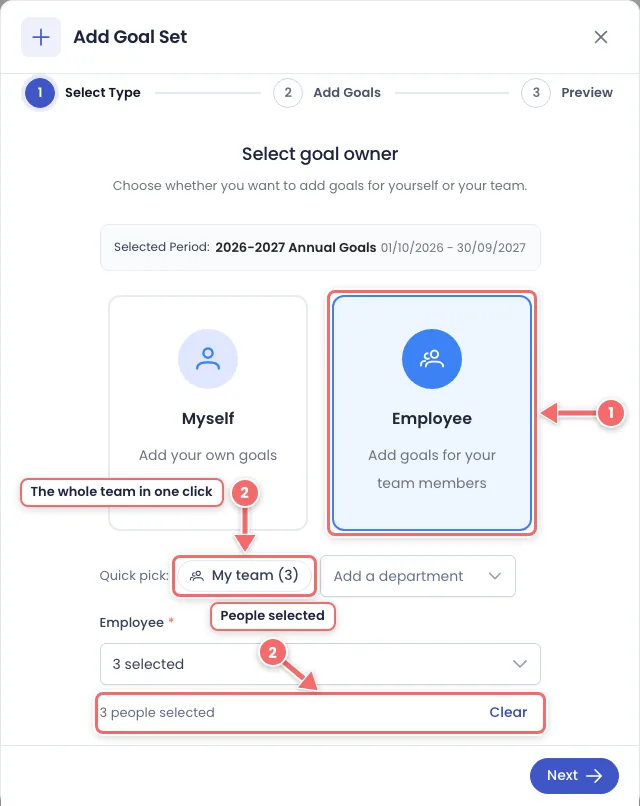 Add Goal Set
1 Select Type
2 Add Goals
3 Preview
Select goal owner
Choose whether you want to add goals for yourself or your team.
Selected Period: 2026-2027 Annual Goals 01/10/2026 - 30/09/2027
Myself
Add your own goals
Employee
Add goals for your
team members
1
The whole team in one click
2
Quick pick:
My team (3)
Add a department
People selected
Employee *
2
3 selected
3 people selected
Clear
Next